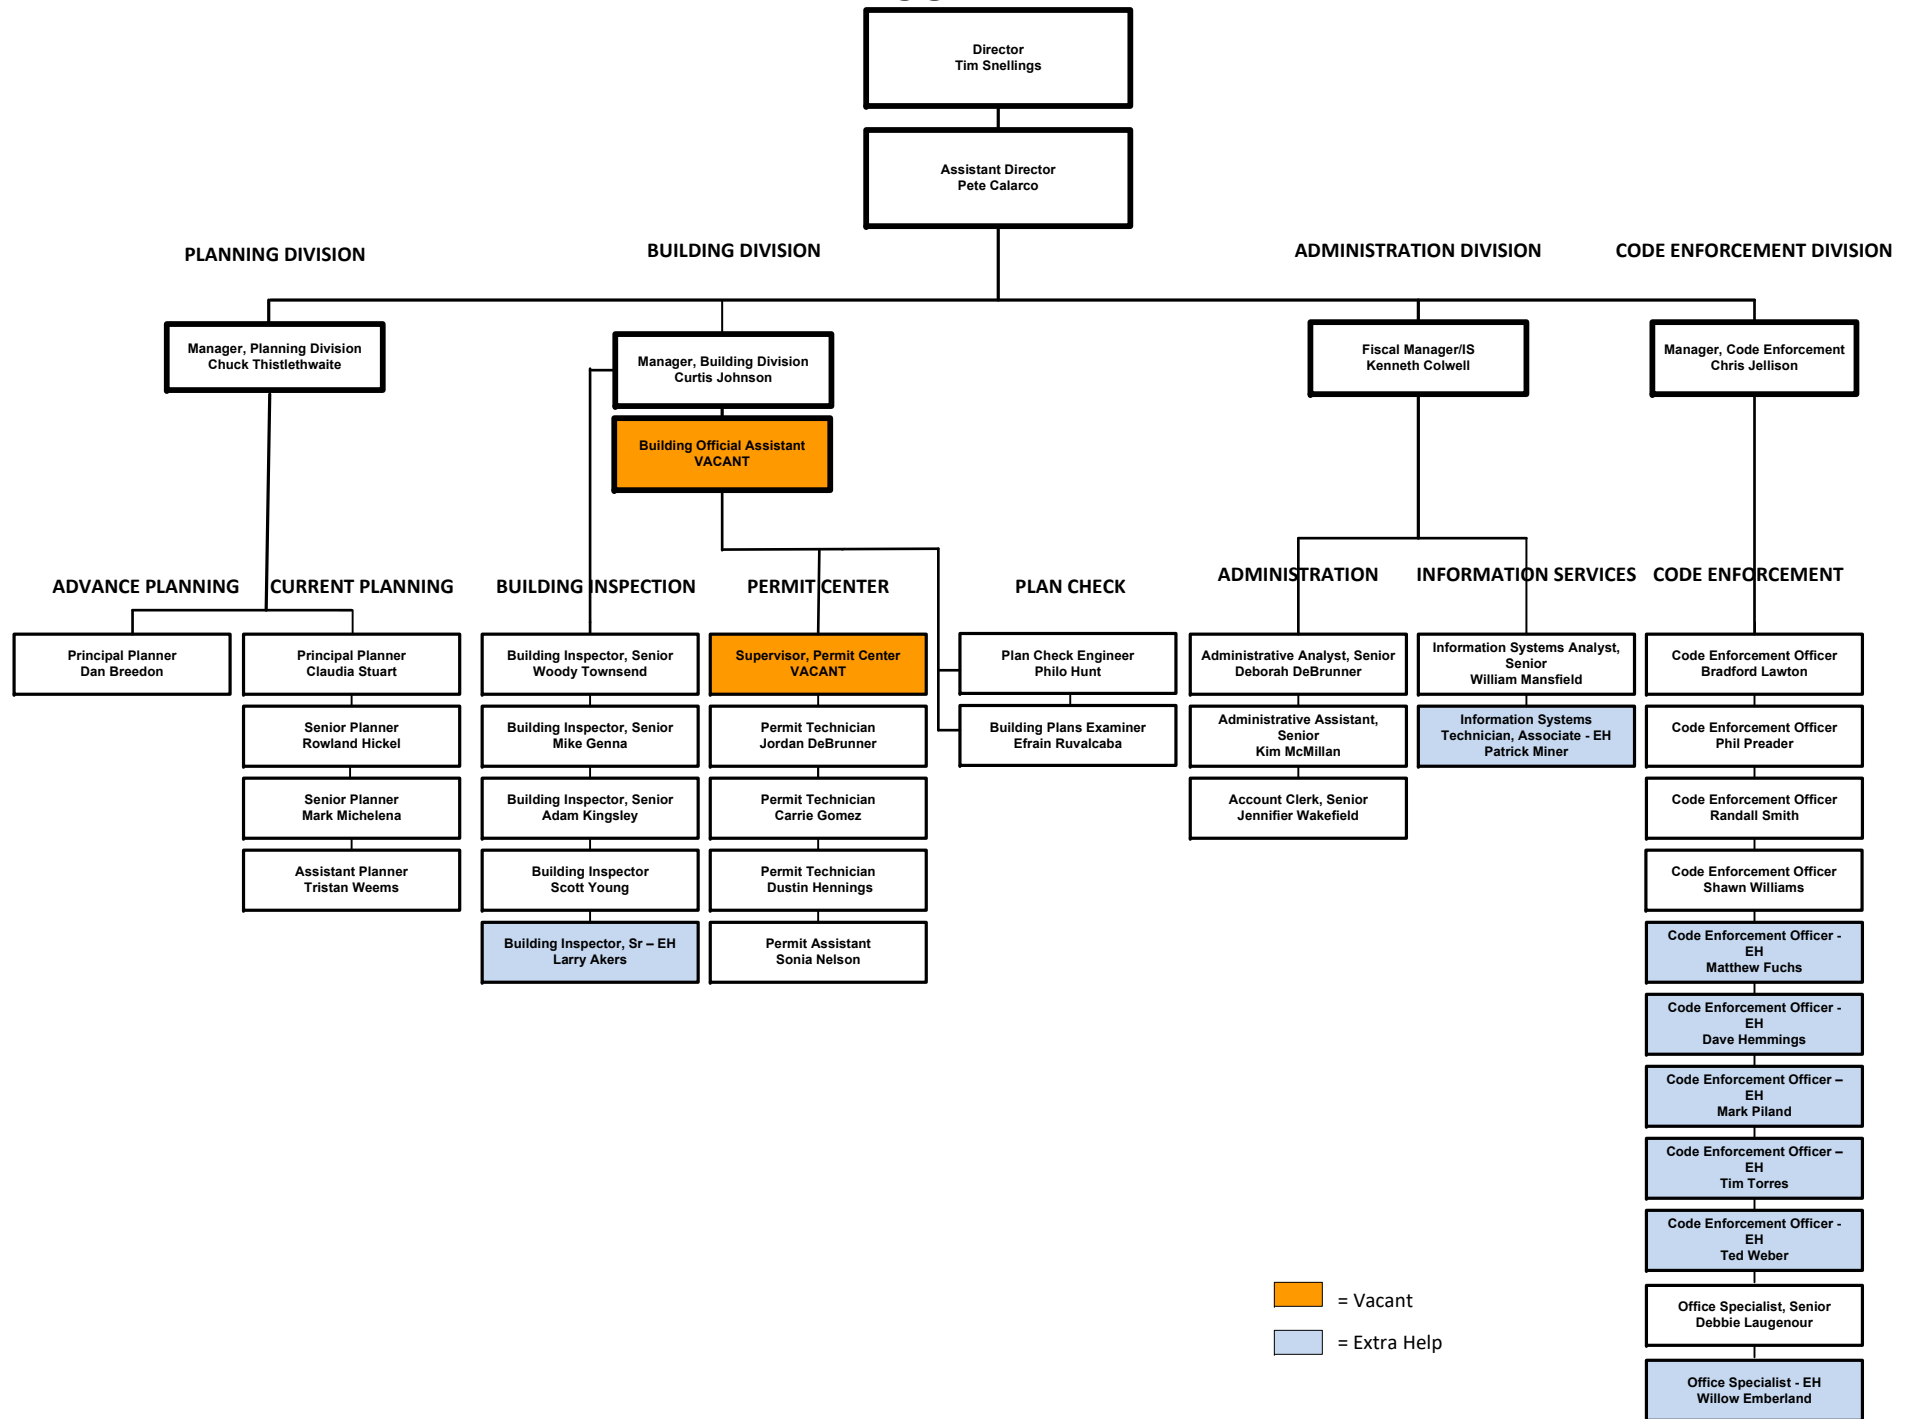 Director
Tim Snellings
Assistant Director
Pete Calarco
PLANNING DIVISION
BUILDING DIVISION
ADMINISTRATION DIVISION
CODE ENFORCEMENT DIVISION
Manager, Planning Division
Chuck Thistlethwaite
Manager, Building Division
Curtis Johnson
Fiscal Manager/IS
Kenneth Colwell
Manager, Code Enforcement
Chris Jellison
Building Official Assistant
VACANT
ADVANCE PLANNING
CURRENT PLANNING
BUILDING INSPECTION
PERMIT CENTER
PLAN CHECK
ADMINISTRATION
INFORMATION SERVICES
CODE ENFORCEMENT
Principal Planner
Dan Breedon
Principal Planner
Claudia Stuart
Senior Planner
Rowland Hickel
Senior Planner
Mark Michelena
Assistant Planner
Tristan Weems
Building Inspector, Senior
Woody Townsend
Building Inspector, Senior
Mike Genna
Building Inspector, Senior
Adam Kingsley
Building Inspector
Scott Young
Building Inspector, Sr – EH
Larry Akers
Supervisor, Permit Center
VACANT
Permit Technician
Jordan DeBrunner
Permit Technician
Carrie Gomez
Permit Technician
Dustin Hennings
Permit Assistant
Sonia Nelson
Plan Check Engineer
Philo Hunt
Building Plans Examiner
Efrain Ruvalcaba
Administrative Analyst, Senior
Deborah DeBrunner
Administrative Assistant,
Senior
Kim McMillan
Account Clerk, Senior
Jennifier Wakefield
Information Systems Analyst,
Senior
William Mansfield
Information Systems
Technician, Associate - EH
Patrick Miner
Code Enforcement Officer
Bradford Lawton
Code Enforcement Officer
Phil Preader
Code Enforcement Officer
Randall Smith
Code Enforcement Officer
Shawn Williams
Code Enforcement Officer -
EH
Matthew Fuchs
Code Enforcement Officer -
EH
Dave Hemmings
Code Enforcement Officer –
EH
Mark Piland
Code Enforcement Officer –
EH
Tim Torres
Code Enforcement Officer -
EH
Ted Weber
Office Specialist, Senior
Debbie Laugenour
Office Specialist - EH
Willow Emberland
= Vacant
= Extra Help